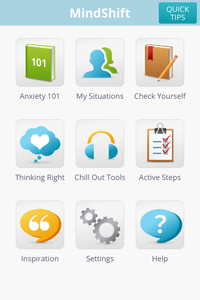 MindShift
QUICK
TIPS
101
Anxiety 101
My Situations
Check Yourself
Thinking Right
Chill Out Tools
Active Steps
Inspiration
Settings
Help